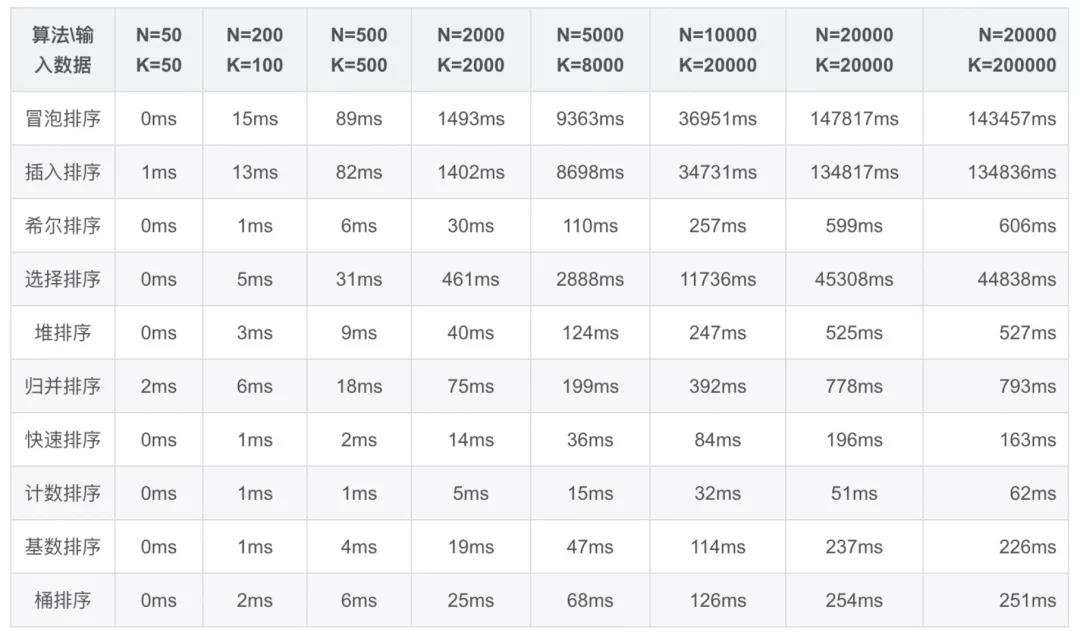 算法\输入数据 N=50 K=50 N=200 K=100 N=500 K=500 N=2000 K=2000 N=5000 K=8000 N=10000 K=20000 N=20000 K=20000 N=20000 K=200000
冒泡排序 0ms 15ms 89ms 1493ms 9363ms 36951ms 147817ms 143457ms
插入排序 1ms 13ms 82ms 1402ms 8698ms 34731ms 134817ms 134836ms
希尔排序 0ms 1ms 6ms 30ms 110ms 257ms 599ms 606ms
选择排序 0ms 5ms 31ms 461ms 2888ms 11736ms 45308ms 44838ms
堆排序 0ms 3ms 9ms 40ms 124ms 247ms 525ms 527ms
归并排序 2ms 6ms 18ms 75ms 199ms 392ms 778ms 793ms
快速排序 0ms 1ms 2ms 14ms 36ms 84ms 196ms 163ms
计数排序 0ms 1ms 1ms 5ms 15ms 32ms 51ms 62ms
基数排序 0ms 1ms 4ms 19ms 47ms 114ms 237ms 226ms
桶排序 0ms 2ms 6ms 25ms 68ms 126ms 254ms 251ms